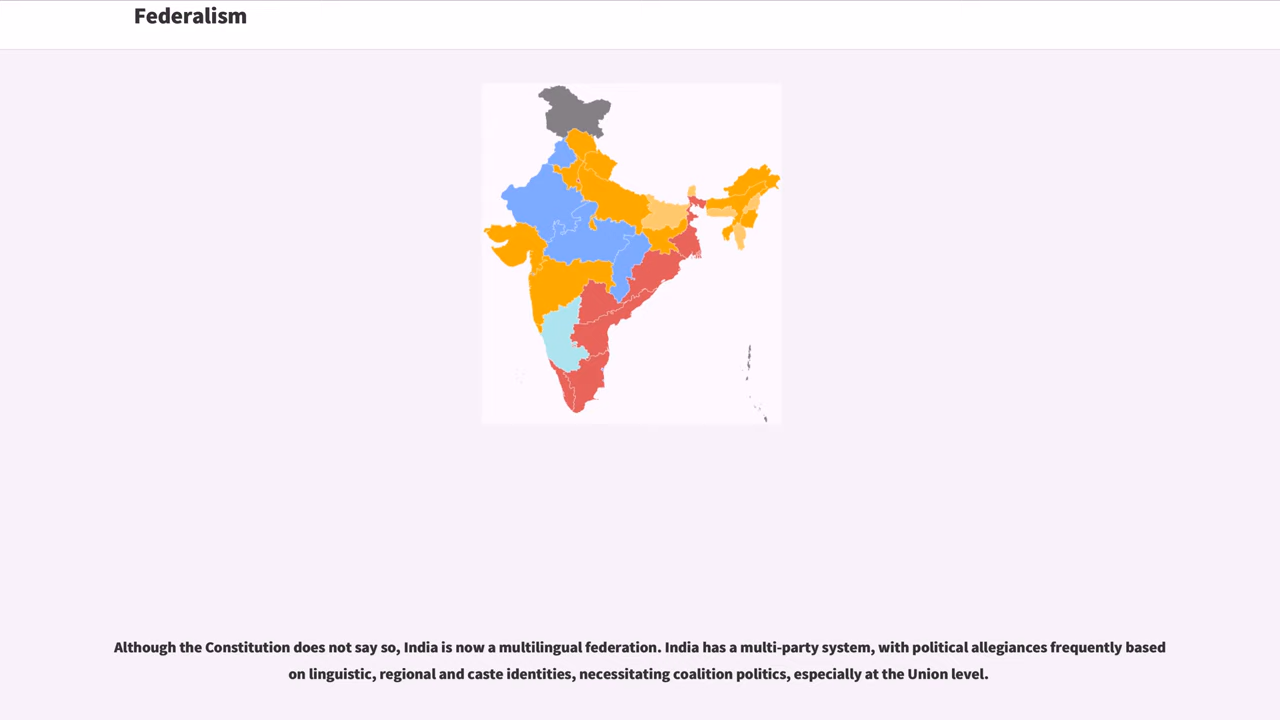 Federalism
Although the Constitution does not say so, India is now a multilingual federation. India has a multi-party system, with political allegiances frequently based
on linguistic, regional and caste identities, necessitating coalition politics, especially at the Union level.